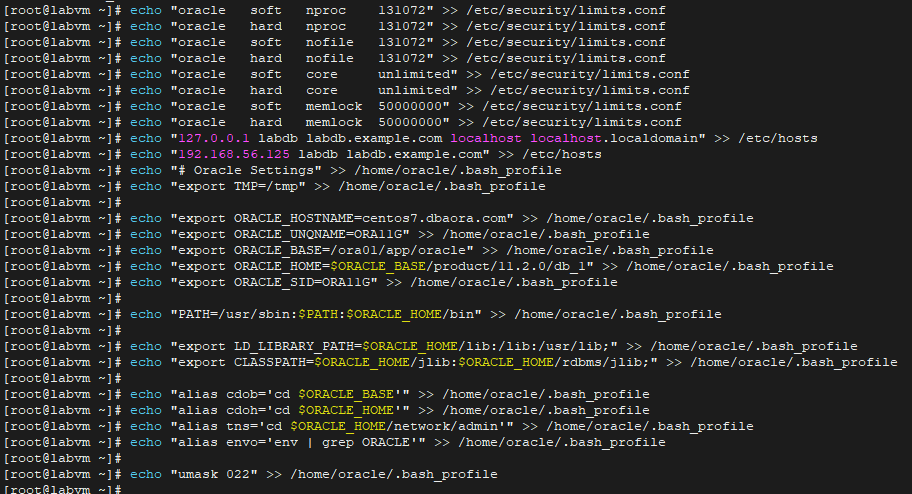 [root@labvm ~]# echo "oracle   soft   nproc    131072" >> /etc/security/limits.conf
[root@labvm ~]# echo "oracle   hard   nproc    131072" >> /etc/security/limits.conf
[root@labvm ~]# echo "oracle   soft   nofile   131072" >> /etc/security/limits.conf
[root@labvm ~]# echo "oracle   hard   nofile   131072" >> /etc/security/limits.conf
[root@labvm ~]# echo "oracle   soft   core     unlimited" >> /etc/security/limits.conf
[root@labvm ~]# echo "oracle   hard   core     unlimited" >> /etc/security/limits.conf
[root@labvm ~]# echo "oracle   soft   memlock  50000000" >> /etc/security/limits.conf
[root@labvm ~]# echo "oracle   hard   memlock  50000000" >> /etc/security/limits.conf
[root@labvm ~]# echo "127.0.0.1 labdb labdb.example.com localhost localhost.localdomain" >> /etc/hosts
[root@labvm ~]# echo "192.168.56.125 labdb labdb.example.com" >> /etc/hosts
[root@labvm ~]# echo "# Oracle Settings" >> /home/oracle/.bash_profile
[root@labvm ~]# echo "export TMP=/tmp" >> /home/oracle/.bash_profile
[root@labvm ~]#
[root@labvm ~]# echo "export ORACLE_HOSTNAME=centos7.dbaora.com" >> /home/oracle/.bash_profile
[root@labvm ~]# echo "export ORACLE_UNQNAME=ORA11G" >> /home/oracle/.bash_profile
[root@labvm ~]# echo "export ORACLE_BASE=/ora01/app/oracle" >> /home/oracle/.bash_profile
[root@labvm ~]# echo "export ORACLE_HOME=$ORACLE_BASE/product/11.2.0/db_1" >> /home/oracle/.bash_profile
[root@labvm ~]# echo "export ORACLE_SID=ORA11G" >> /home/oracle/.bash_profile
[root@labvm ~]#
[root@labvm ~]# echo "PATH=/usr/sbin:$PATH:$ORACLE_HOME/bin" >> /home/oracle/.bash_profile
[root@labvm ~]#
[root@labvm ~]# echo "export LD_LIBRARY_PATH=$ORACLE_HOME/lib:/lib:/usr/lib;" >> /home/oracle/.bash_profile
[root@labvm ~]# echo "export CLASSPATH=$ORACLE_HOME/jlib:$ORACLE_HOME/rdbms/jlib;" >> /home/oracle/.bash_profile
[root@labvm ~]#
[root@labvm ~]# echo "alias cdob='cd $ORACLE_BASE'" >> /home/oracle/.bash_profile
[root@labvm ~]# echo "alias cdoh='cd $ORACLE_HOME'" >> /home/oracle/.bash_profile
[root@labvm ~]# echo "alias tns='cd $ORACLE_HOME/network/admin'" >> /home/oracle/.bash_profile
[root@labvm ~]# echo "alias envo='env | grep ORACLE'" >> /home/oracle/.bash_profile
[root@labvm ~]#
[root@labvm ~]# echo "umask 022" >> /home/oracle/.bash_profile
[root@labvm ~]#